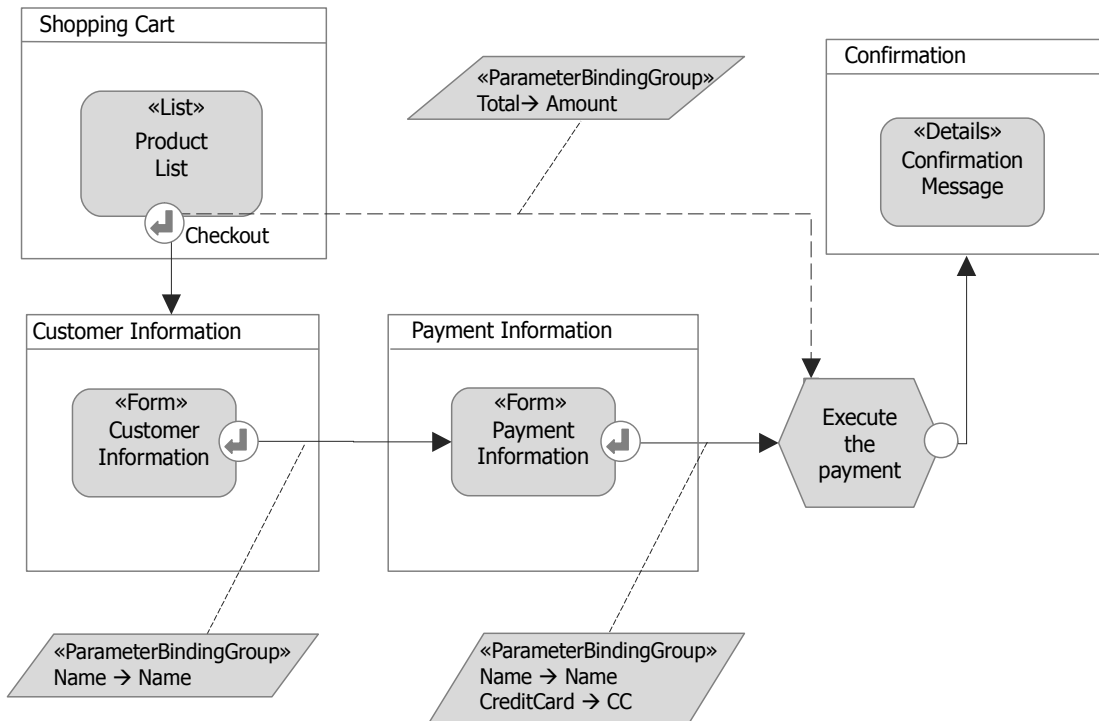 Shopping Cart
«List»
Product
List
Checkout
«ParameterBindingGroup»
Total→ Amount
Confirmation
«Details»
Confirmation
Message
Customer Information
«Form»
Customer
Information
Payment Information
«Form»
Payment
Information
Execute
the
payment
«ParameterBindingGroup»
Name → Name
«ParameterBindingGroup»
Name → Name
CreditCard → CC